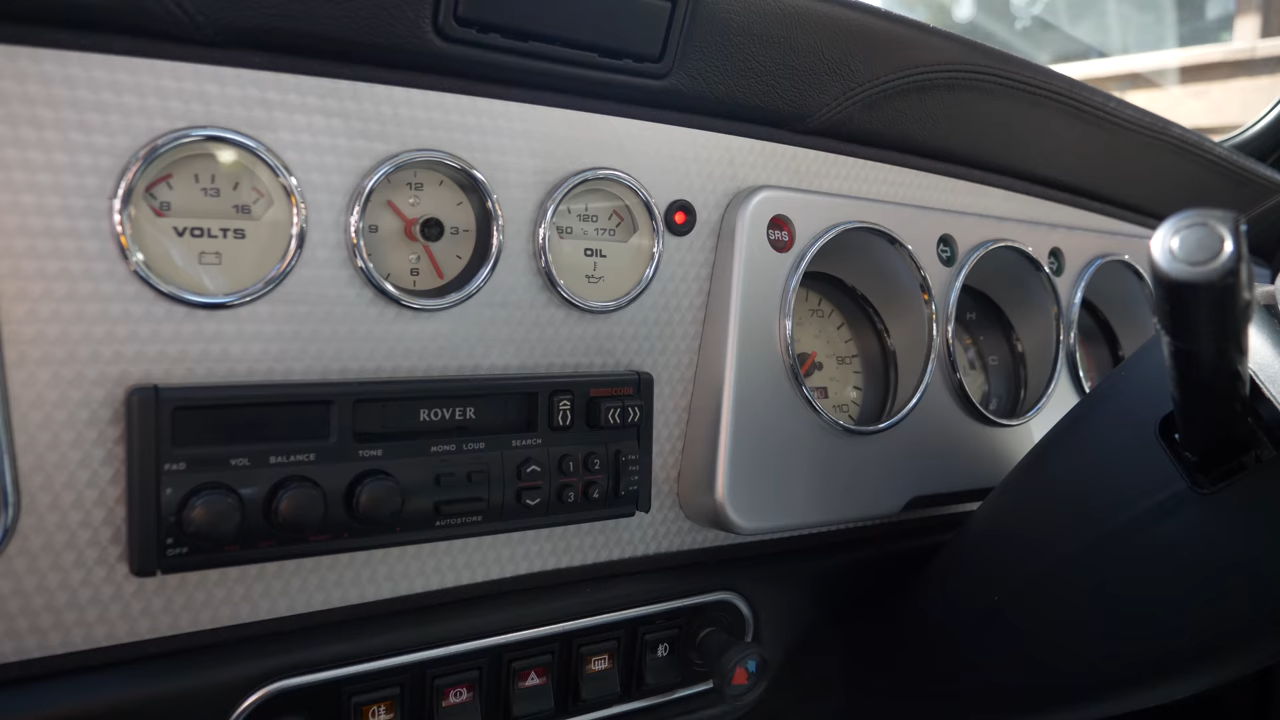 8 13 16
VOLTS
12
9 3
6
120
50 °C 170
OIL
SRS
70
90
110
H
C
ROVER
CODE
FAD VOL BALANCE TONE MONO LOUD SEARCH
1 2
3 4
AUTOSTORE
OFF